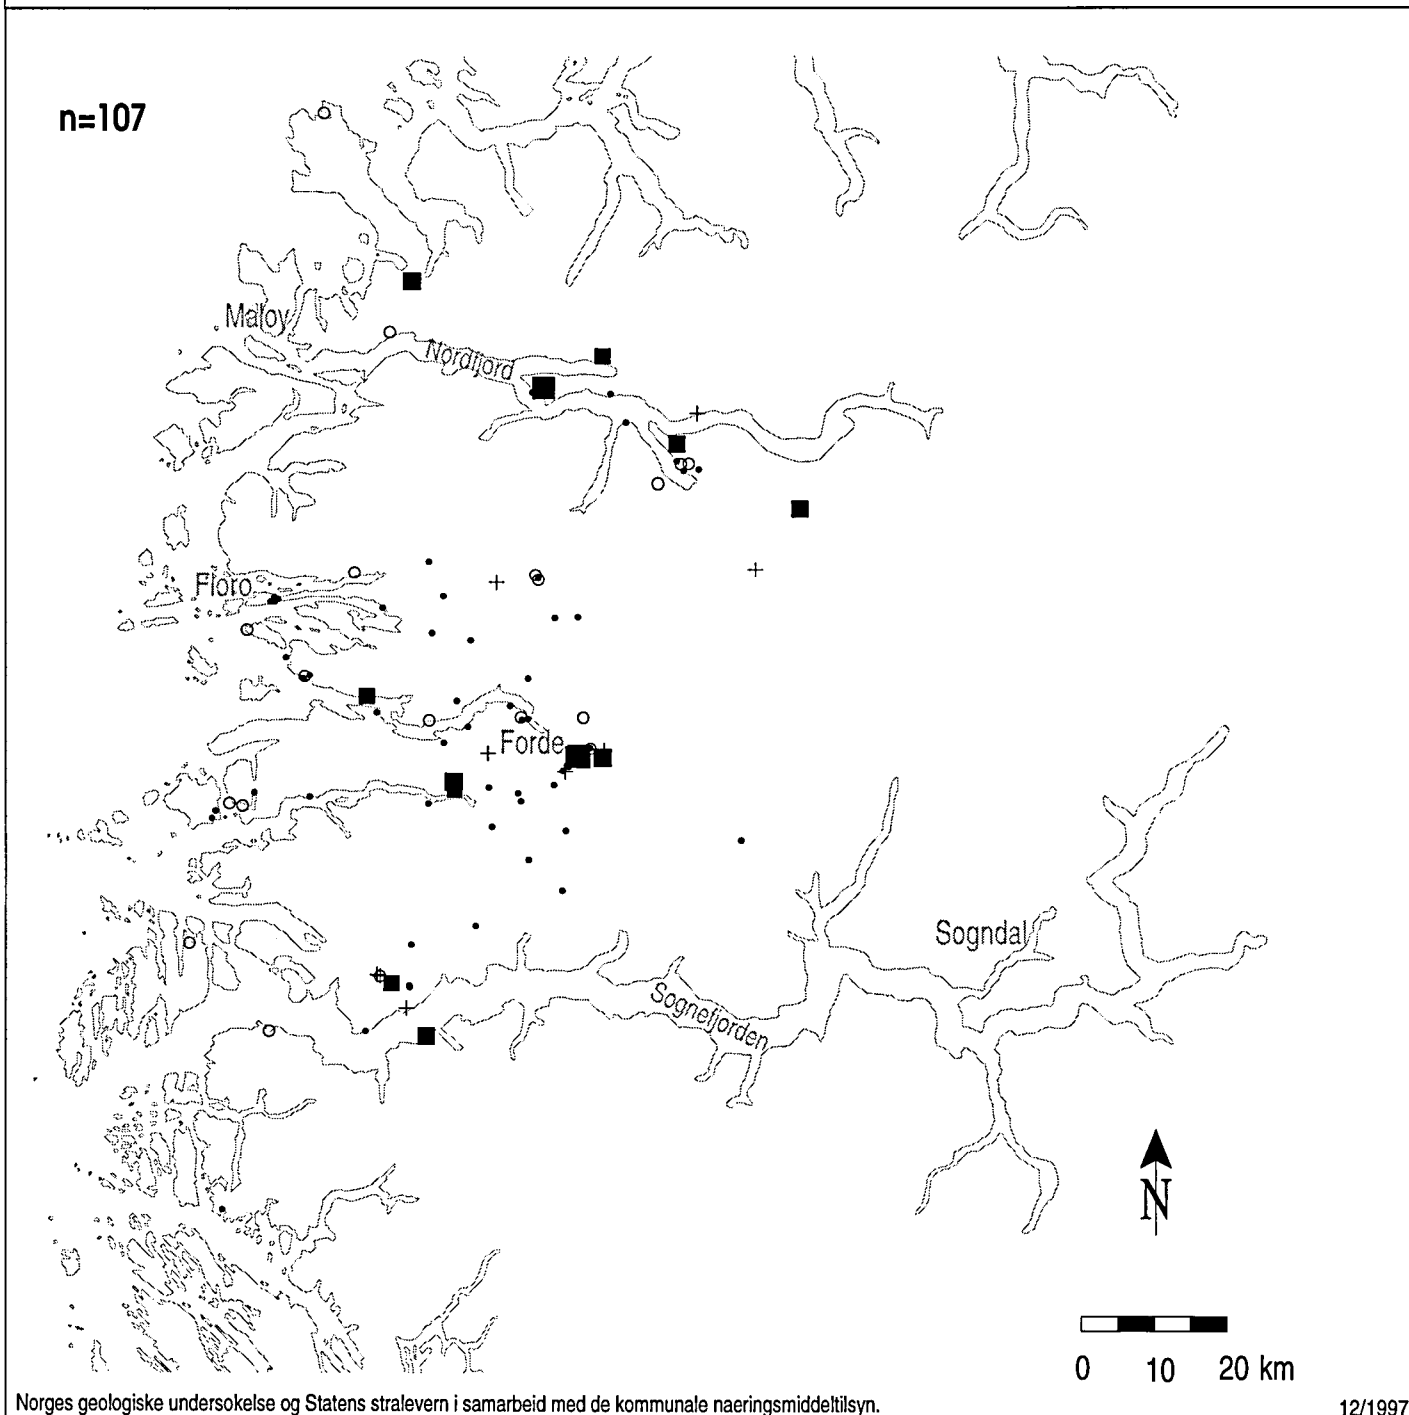 n=107
Maloy
Nordfjord
Floro
Forde
Sogndal
Sognefjorden
N
0 10 20 km
Norges geologiske undersokelse og Statens stralevern i samarbeid med de kommunale naeringsmiddeltilsyn.
12/1997